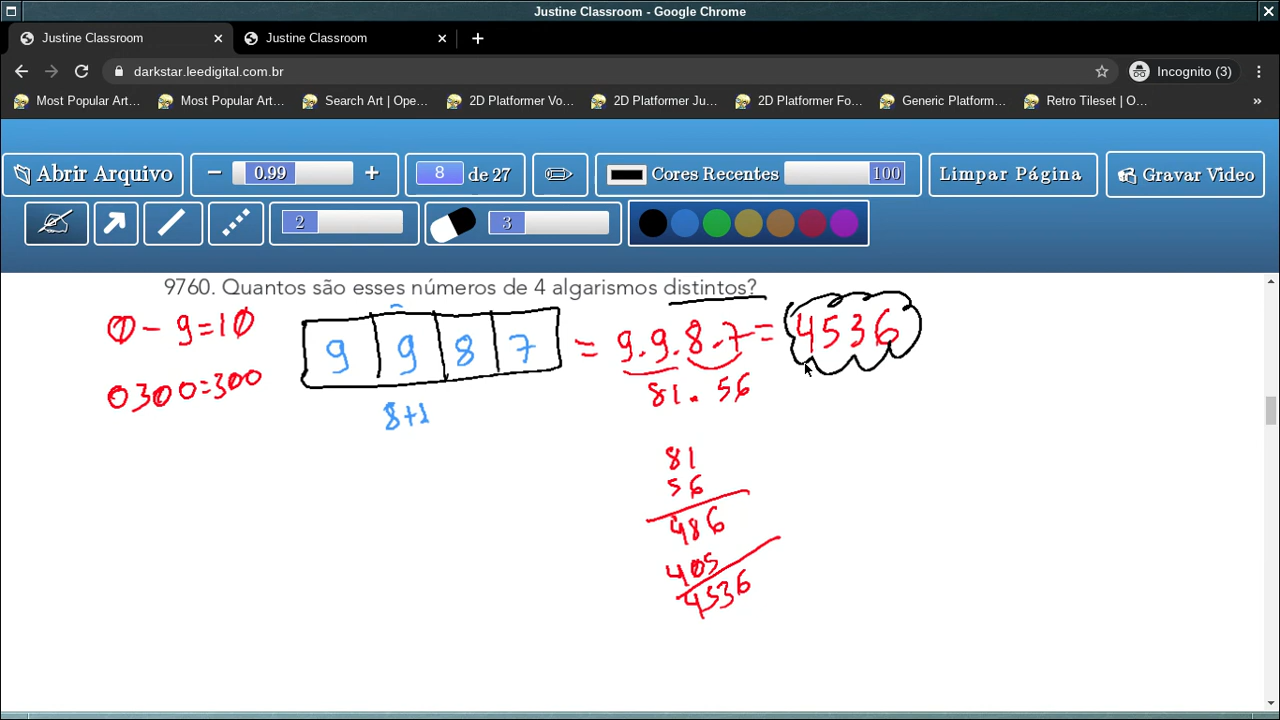 Justine Classroom - Google Chrome
Justine Classroom
Justine Classroom
darkstar.leedigital.com.br
Incognito (3)
Most Popular Art…
Most Popular Art…
Search Art | Ope…
2D Platformer Vo…
2D Platformer Ju…
2D Platformer Fo…
Generic Platform…
Retro Tileset | O…
Abrir Arquivo
− 0.99 +
8 de 27
Cores Recentes 100
Limpar Página
Gravar Video
2
3
9760. Quantos são esses números de 4 algarismos distintos?
0 – 9 = 10
9 9 8 7 = 9.9.8.7 = 4536
0300=300
81 . 56
8+1
81
56
486
405
4536